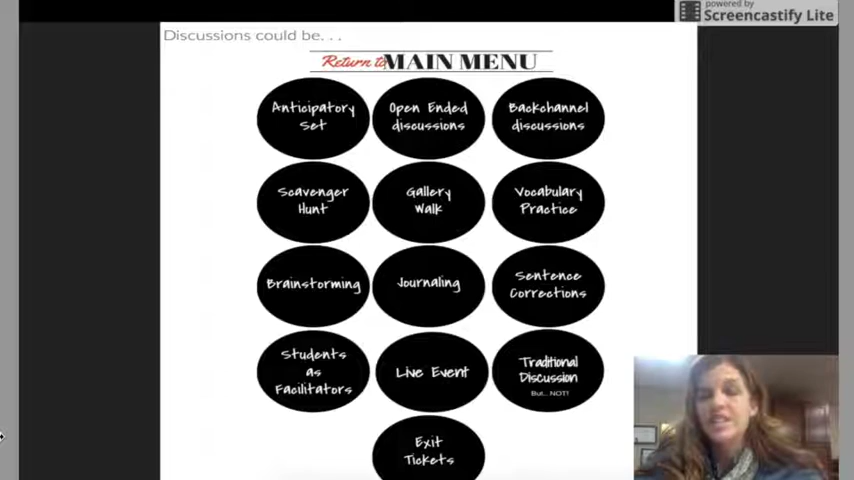 powered by
Screencastify Lite
Discussions could be. . .
Return to MAIN MENU
Anticipatory
Set
Open Ended
discussions
Backchannel
discussions
Scavenger
Hunt
Gallery
Walk
Vocabulary
Practice
Brainstorming
Journaling
Sentence
Corrections
Students
as
Facilitators
Live Event
Traditional
Discussion
But... NOT!
Exit
Tickets